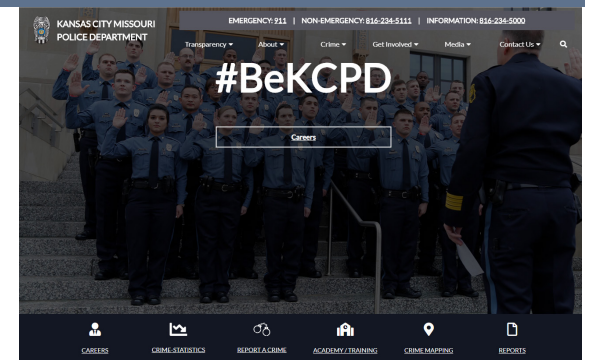 KANSAS CITY MISSOURI
POLICE DEPARTMENT
EMERGENCY: 911 | NON-EMERGENCY: 816-234-5111 | INFORMATION: 816-234-5000
Transparency About Crime Get Involved Media Contact Us
#BeKCPD
Careers
CAREERS CRIME-STATISTICS REPORT A CRIME ACADEMY / TRAINING CRIME MAPPING REPORTS